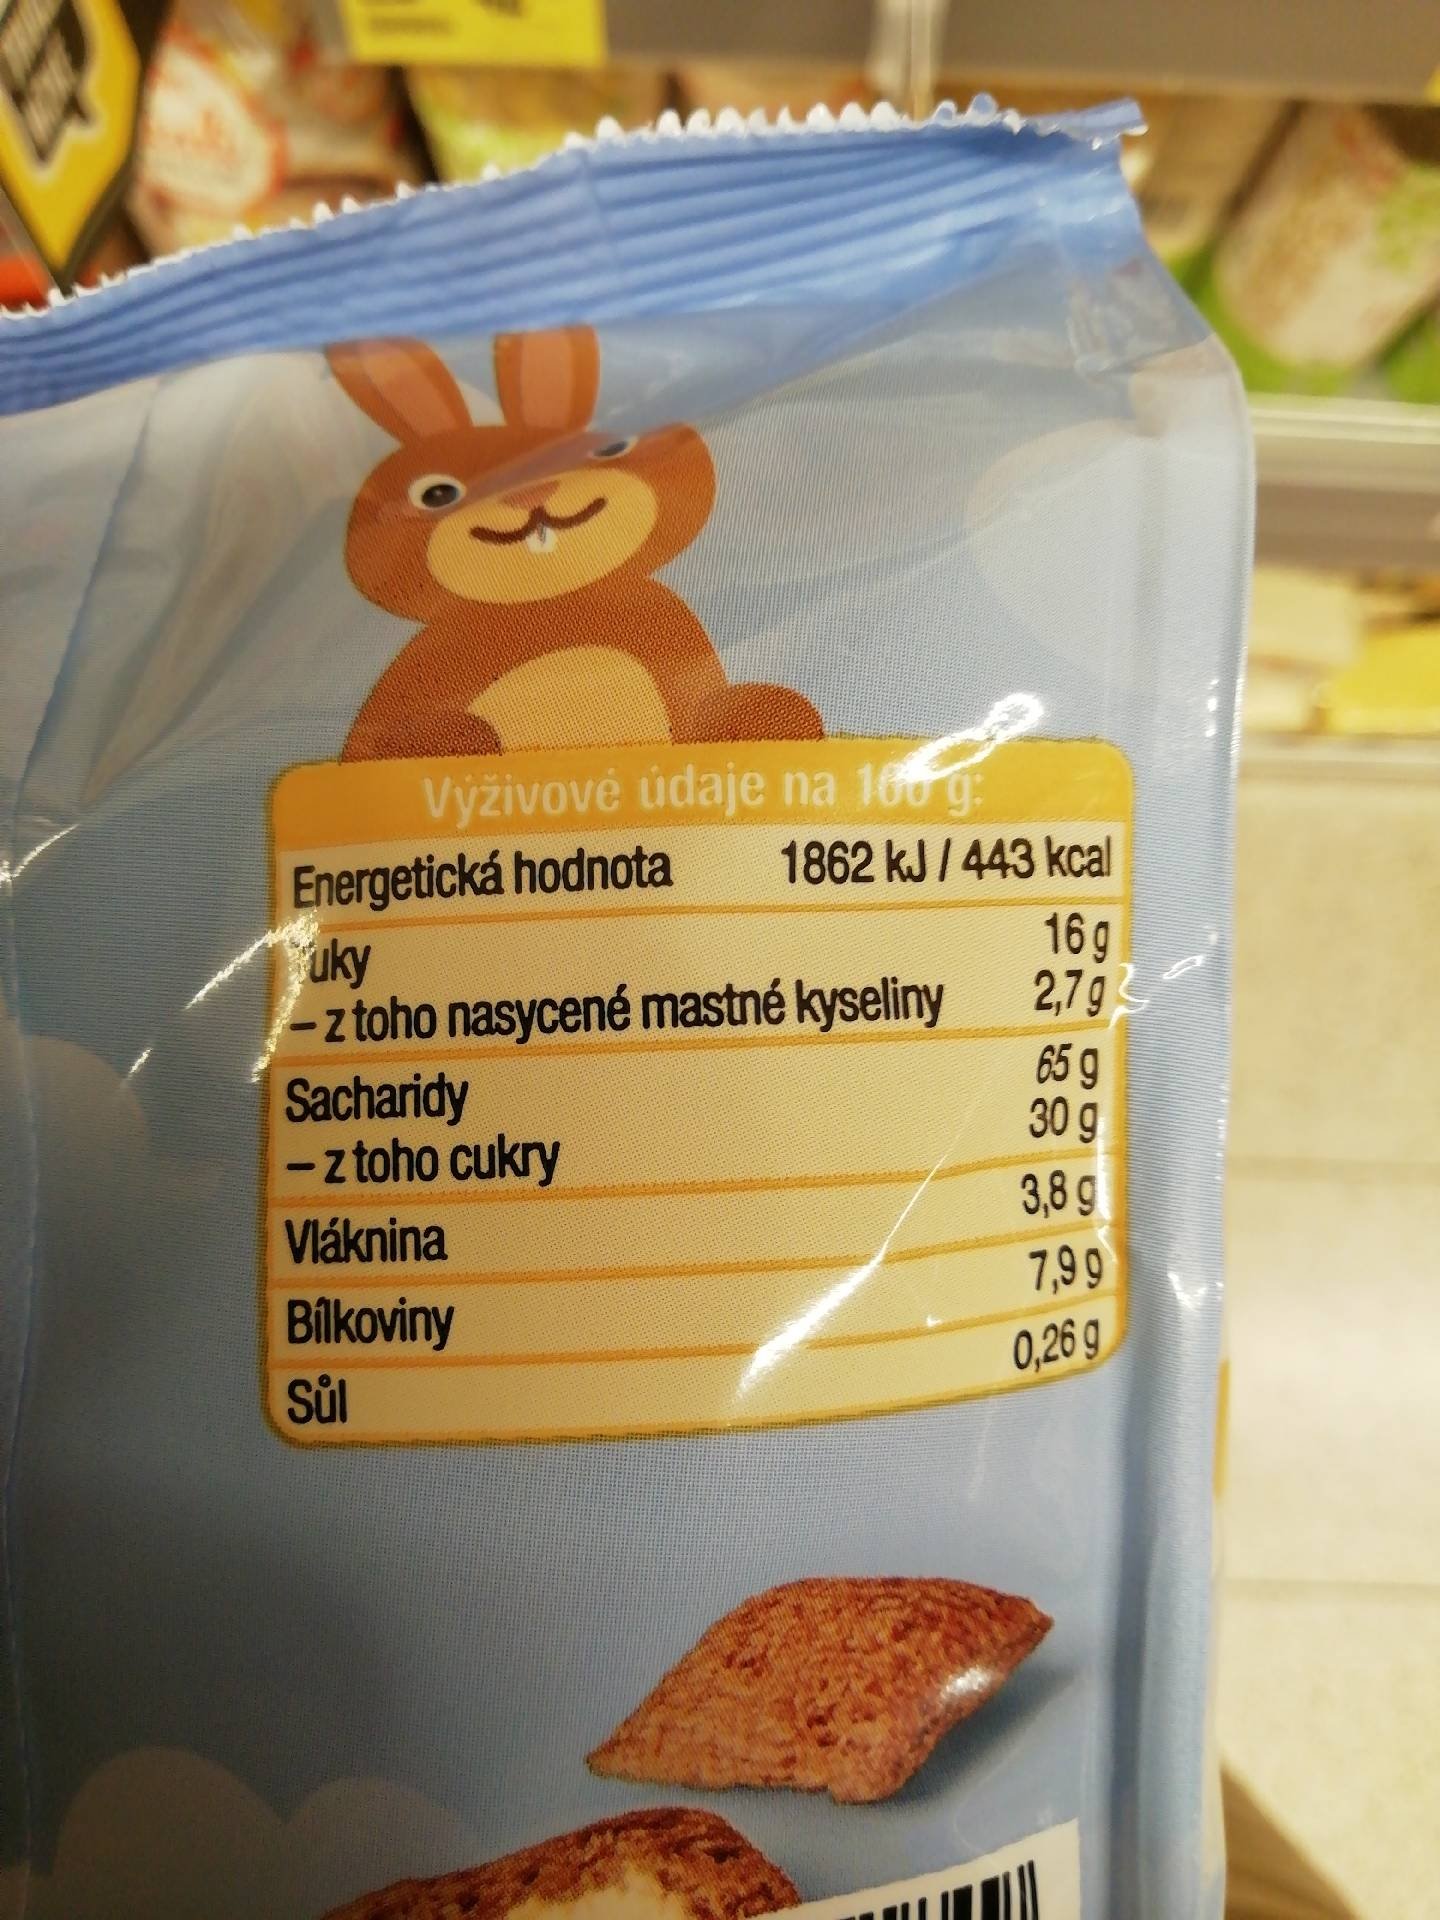 Výživové údaje na 100 g:
Energetická hodnota 1862 kJ / 443 kcal
Tuky 16 g
– z toho nasycené mastné kyseliny 2,7 g
Sacharidy 65 g
– z toho cukry 30 g
Vláknina 3,8 g
Bílkoviny 7,9 g
Sůl 0,26 g